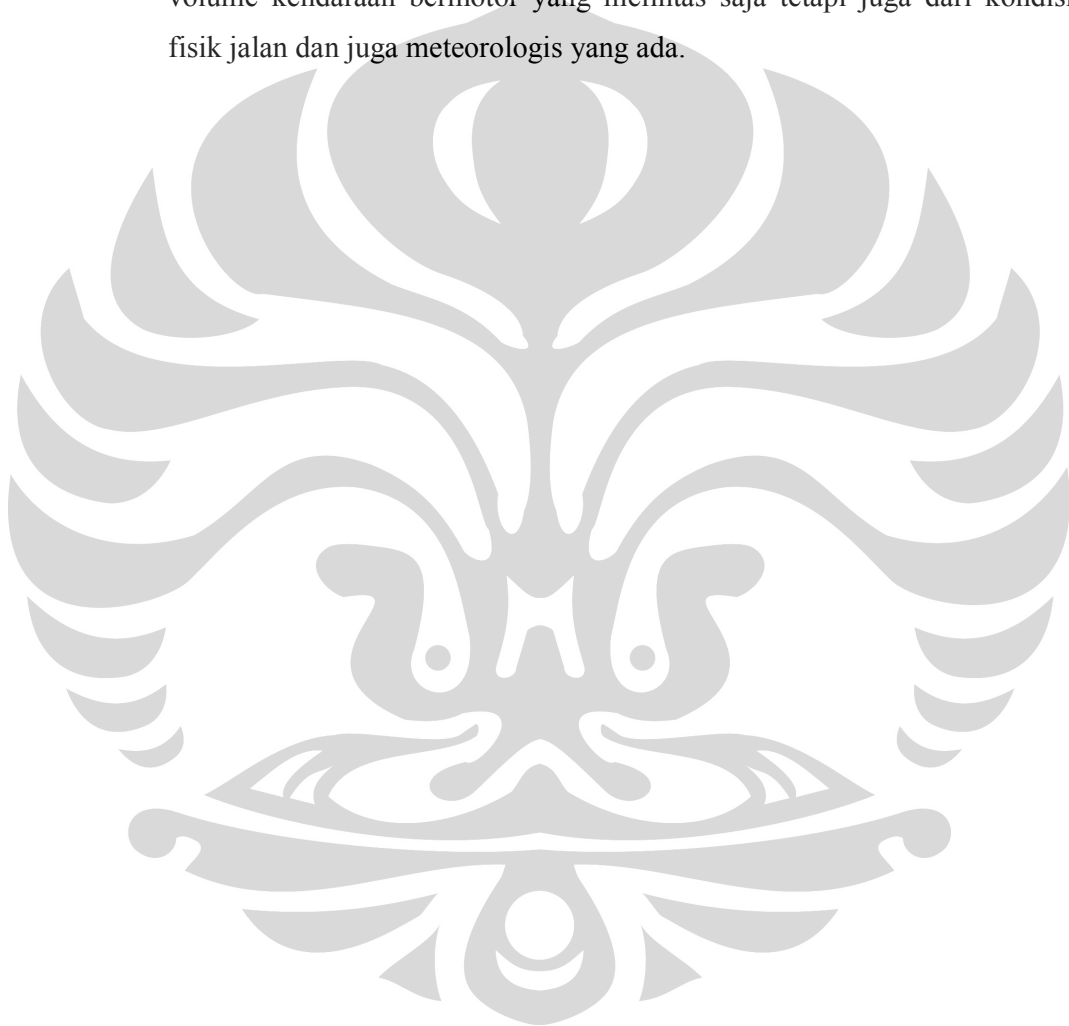 volume kendaraan bermotor yang melintas saja tetapi juga dari kondisi
fisik jalan dan juga meteorologis yang ada.